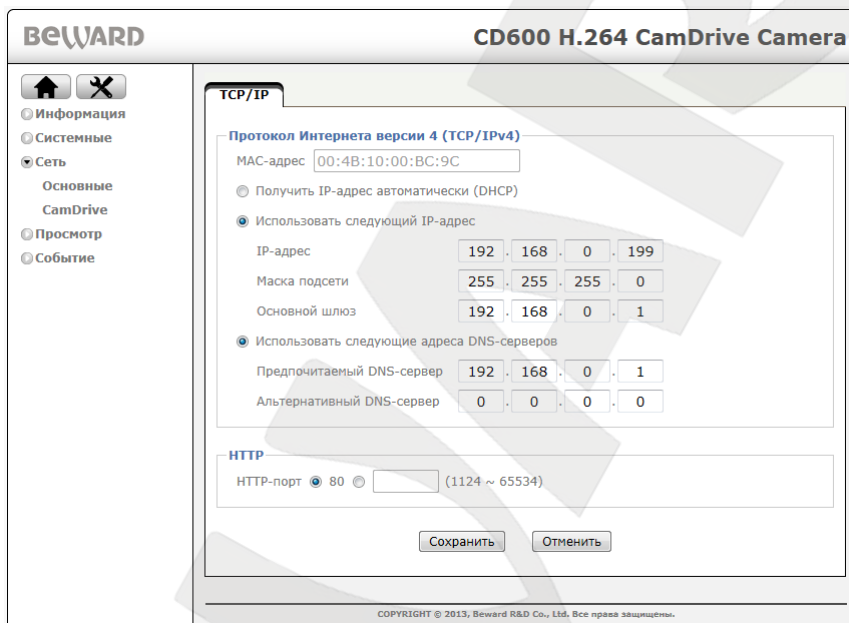 BEWARD
CD600 H.264 CamDrive Camera
Информация
Системные
Сеть
Основные
CamDrive
Просмотр
Событие
TCP/IP
Протокол Интернета версии 4 (TCP/IPv4)
MAC-адрес 00:4B:10:00:BC:9C
Получить IP-адрес автоматически (DHCP)
Использовать следующий IP-адрес
IP-адрес 192 . 168 . 0 . 199
Маска подсети 255 . 255 . 255 . 0
Основной шлюз 192 . 168 . 0 . 1
Использовать следующие адреса DNS-серверов
Предпочитаемый DNS-сервер 192 . 168 . 0 . 1
Альтернативный DNS-сервер 0 . 0 . 0 . 0
HTTP
HTTP-порт 80 (1124 ~ 65534)
Сохранить Отменить
COPYRIGHT © 2013, Beward R&D Co., Ltd. Все права защищены.